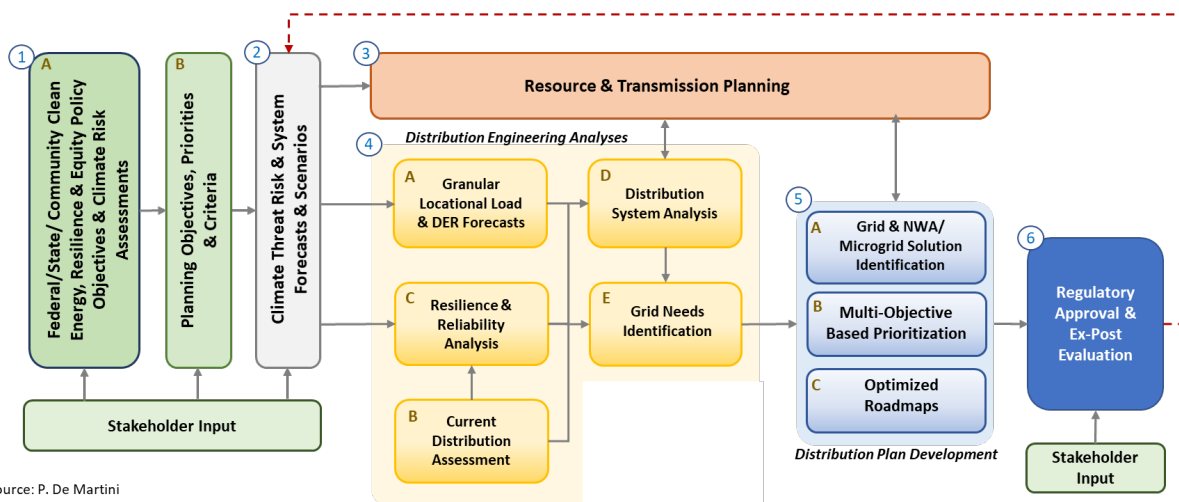 1
A
Federal/State/ Community Clean
Energy, Resilience & Equity Policy
Objectives & Climate Risk
Assessments
B
Planning Objectives, Priorities
& Criteria
2
Climate Threat Risk & System
Forecasts & Scenarios
Stakeholder Input
3
Resource & Transmission Planning
Distribution Engineering Analyses
4
A
Granular
Locational Load
& DER Forecasts
D
Distribution
System Analysis
C
Resilience &
Reliability
Analysis
E
Grid Needs
Identification
B
Current
Distribution
Assessment
5
A
Grid & NWA/
Microgrid Solution
Identification
B
Multi-Objective
Based Prioritization
C
Optimized
Roadmaps
Distribution Plan Development
6
Regulatory
Approval &
Ex-Post
Evaluation
Stakeholder
Input
ource: P. De Martini